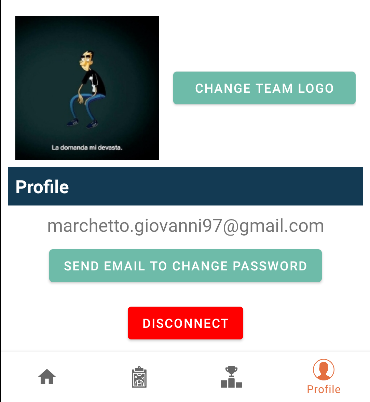 La domanda mi devasta.
CHANGE TEAM LOGO
Profile
marchetto.giovanni97@gmail.com
SEND EMAIL TO CHANGE PASSWORD
DISCONNECT
Profile